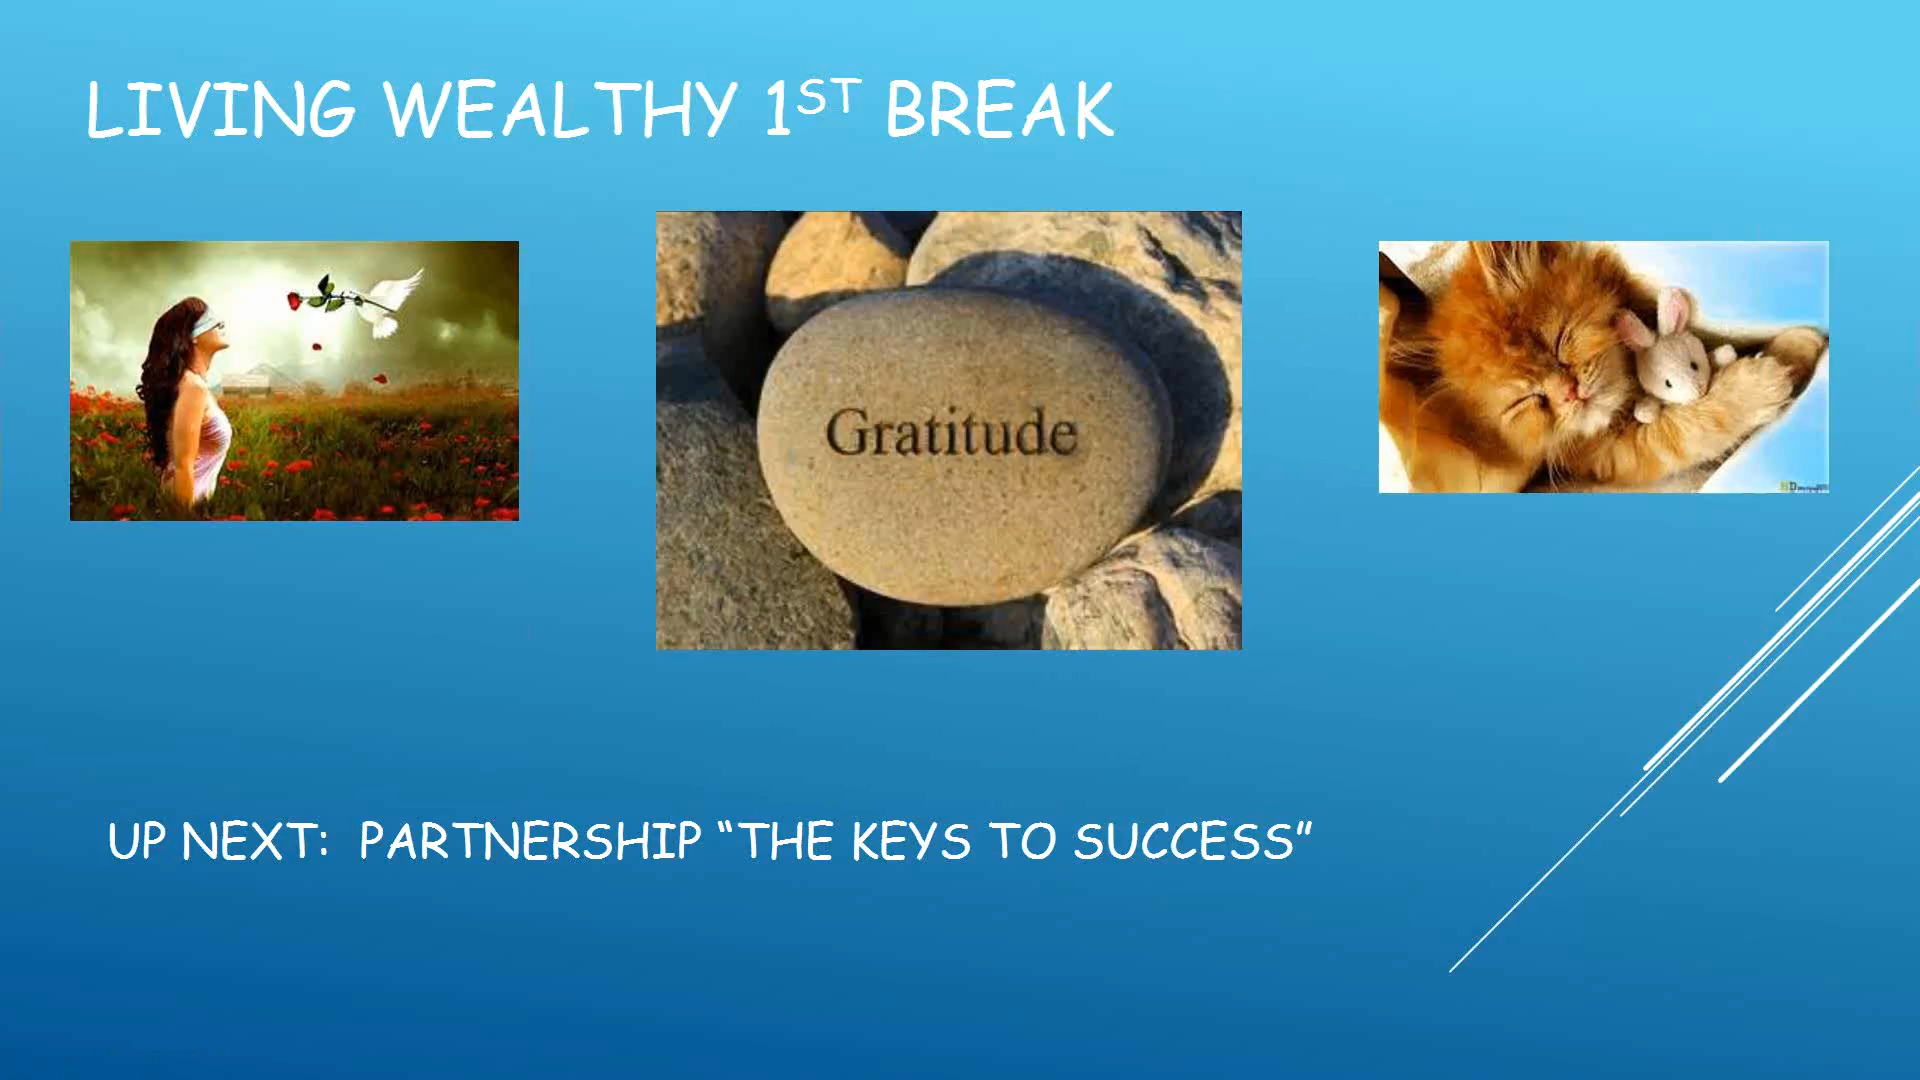 LIVING WEALTHY 1ST BREAK
Gratitude
UP NEXT: PARTNERSHIP “THE KEYS TO SUCCESS”